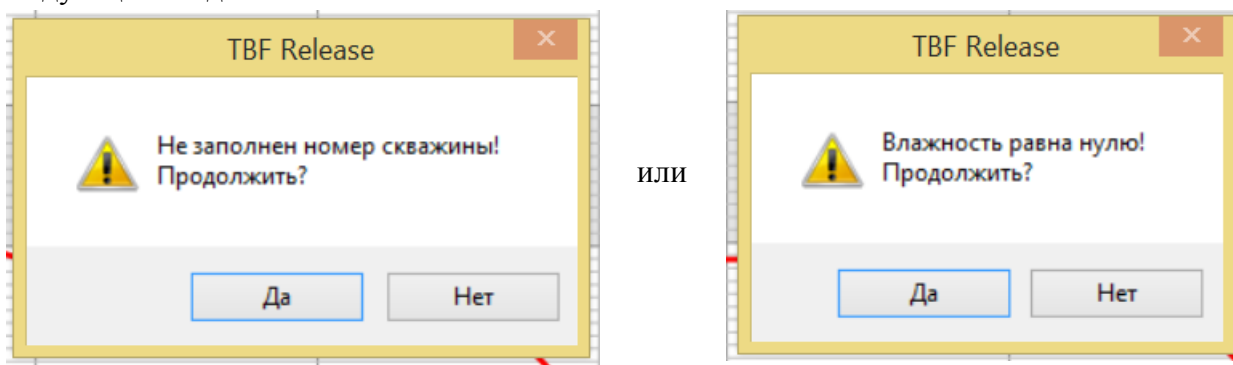 TBF Release
Не заполнен номер скважины!
Продолжить?
Да Нет
или
TBF Release
Влажность равна нулю!
Продолжить?
Да Нет